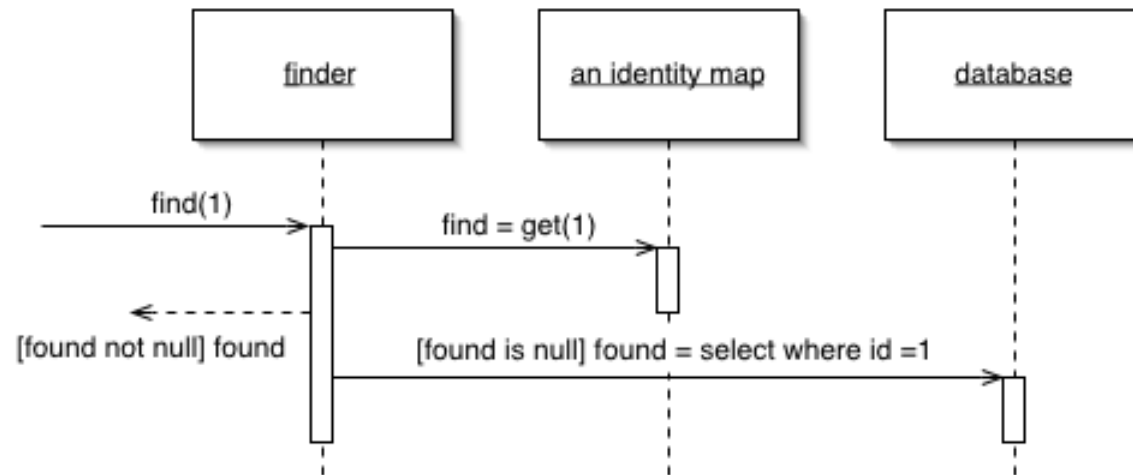 finder
an identity map
database
find(1)
find = get(1)
[found not null] found
[found is null] found = select where id =1